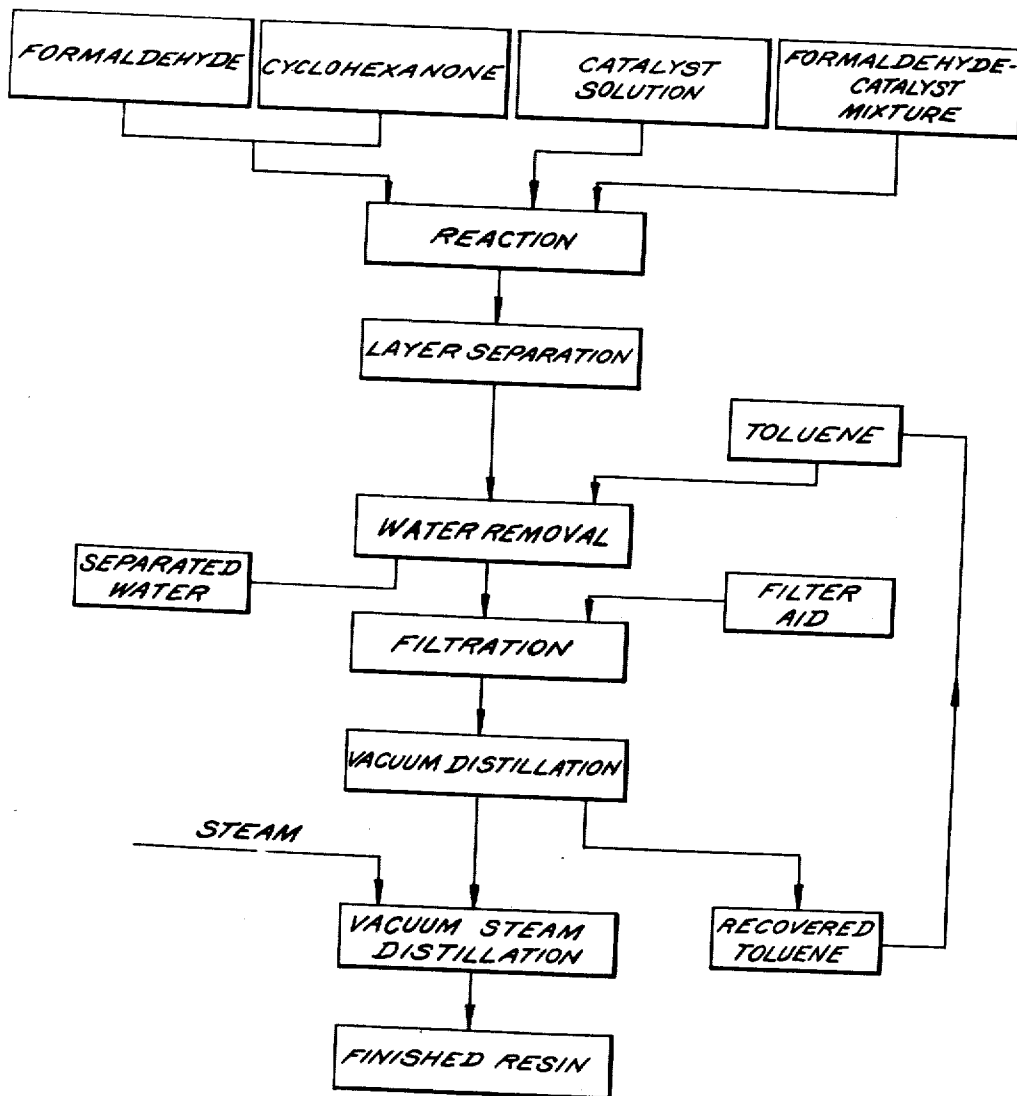 FORMALDEHYDE
CYCLOHEXANONE
CATALYST
SOLUTION
FORMALDEHYDE-
CATALYST
MIXTURE
REACTION
LAYER SEPARATION
TOLUENE
WATER REMOVAL
SEPARATED
WATER
FILTER
AID
FILTRATION
VACUUM DISTILLATION
STEAM
VACUUM STEAM
DISTILLATION
RECOVERED
TOLUENE
FINISHED RESIN